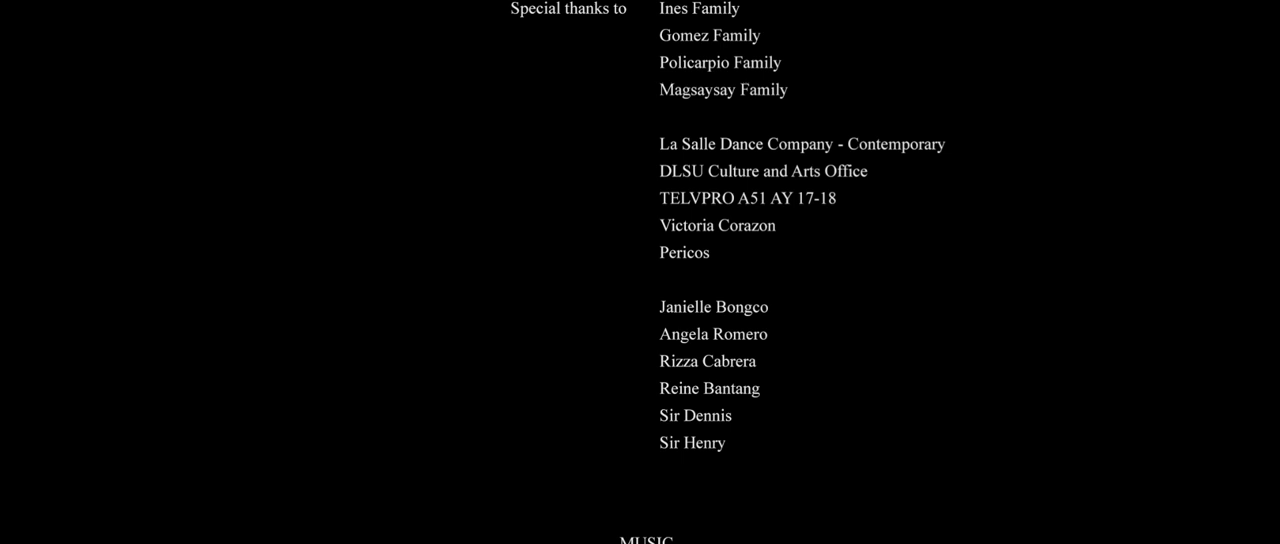 Special thanks to Ines Family
Gomez Family
Policarpio Family
Magsaysay Family
La Salle Dance Company - Contemporary
DLSU Culture and Arts Office
TELVPRO A51 AY 17-18
Victoria Corazon
Pericos
Janielle Bongco
Angela Romero
Rizza Cabrera
Reine Bantang
Sir Dennis
Sir Henry
MUSIC